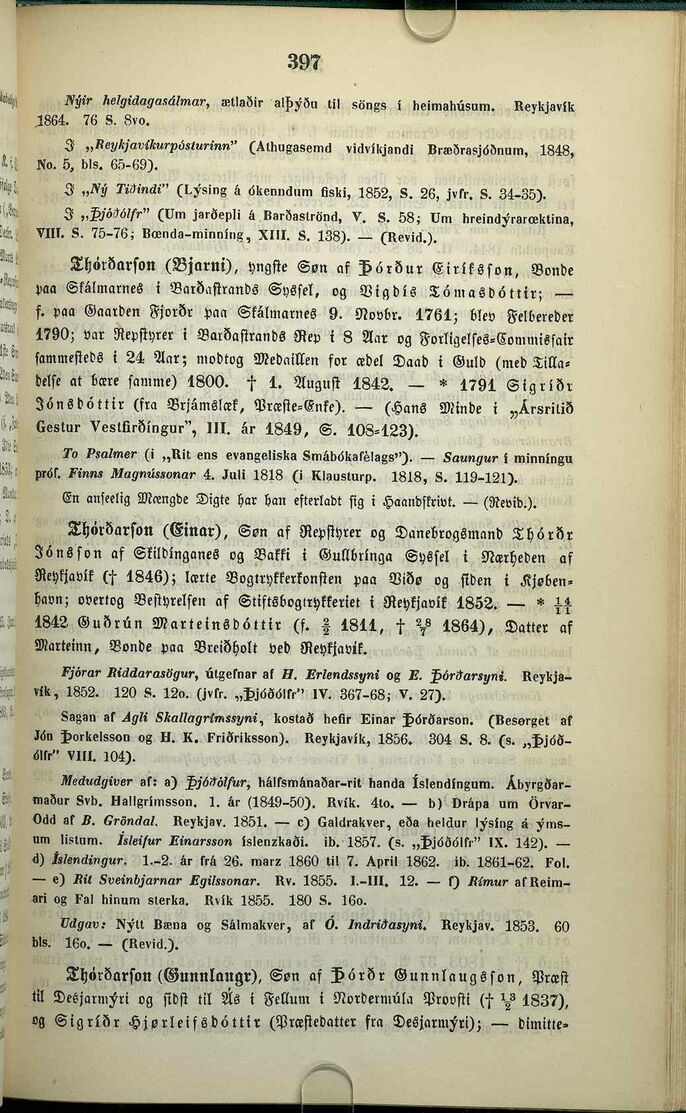 397
Nýir helgidagasálmar, ætlaðir alþýðu til söngs í heimahúsum. Reykjavík
1864. 76 S. 8vo.
I „Reykjavíkurpósturinn" (Athugasemd vidvíkjandi Bræðrasjóðnum, 1848,
No. 5, bls. 65-69).
I „Ný Tiðindi" (Lýsing á ókenndum fiski, 1852, S. 26, jvfr. S. 34-35).
I „Þjóðólfr" (Um jarðepli á Barðaströnd, V. S. 58; Um hreindýraræktina,
VIII. S. 75-76; Bænda-minníng, XIII. S. 138). — (Revid.).
Thórðarson (Bjarni), yngste Søn af Þórður Eiríksson, Bonde
paa Skálmarnes i Barðastrands Syssel, og Vigdís Tómasdóttir; —
f. paa Gaarden Fjorðr paa Skálmarnes 9. Novbr. 1761; blev Selbereder
1790; var Repstyrer i Barðastrands Rep i 8 Aar og Forligelses-Commissair
sammesteds i 24 Aar; modtog Medaillen for ædel Daad i Guld (med Tilla-
delse at bære samme) 1800. † 1. August 1842. — * 1791 Sigríðr
Jónsdóttir (fra Brjámslæk, Præste-Enke). — (Hans Minde i „Ársritið
Gestur Vestfirðíngur", III. ár 1849, S. 108-123).
To Psalmer (i „Rit ens evangeliska Smábókafèlags"). — Saungur í minníngu
próf. Finns Magnússonar 4. Juli 1818 (i Klausturp. 1818, S. 119-121).
En anseelig Mængde Digte har han efterladt sig i Haandskrivt. — (Revid.).
Thórðarson (Einar), Søn af Repstyrer og Danebrogsmand Thórðr
Jónsson af Skildínganes og Bakki i Gullbrínga Syssel i Nærheden af
Reykjavík († 1846); lærte Bogtrykkerkonsten paa Viðø og siden i Kjøben-
havn; overtog Bestyrelsen af Stiftsbogtrykkeriet i Reykjavík 1852. — * 14/11
1842 Guðrún Marteinsdóttir (f. 2/8 1811, † 2/8 1864), Datter af
Marteinn, Bonde paa Breiðholt ved Reykjavík.
Fjórar Riddarasögur, útgefnar af H. Erlendssyni og E. Þórðarsyni. Reykja-
vík, 1852. 120 S. 12o. (jvfr. „Þjóðólfr" IV. 367-68; V. 27).
Sagan af Agli Skallagrímssyni, kostað hefir Einar Þórðarson. (Besørget af
Jón Þorkelsson og H. K. Friðriksson). Reykjavík, 1856. 304 S. 8. (s. „Þjóð-
ólfr" VIII. 104).
Medudgiver af: a) Þjóðólfur, hálfsmánaðar-rit handa Íslendíngum. Ábyrgðar-
maður Svb. Hallgrímsson. 1. ár (1849-50). Rvík. 4to. — b) Drápa um Örvar-
Odd af B. Gröndal. Reykjav. 1851. — c) Galdrakver, eða heldur lýsíng á ýms-
um listum. Ísleifur Einarsson íslenzkaði. ib. 1857. (s. „Þjóðólfr" IX. 142). —
d) Íslendingur. 1.-2. ár frá 26. marz 1860 til 7. April 1862. ib. 1861-62. Fol.
— e) Rit Sveinbjarnar Egilssonar. Rv. 1855. I.-III. 12. — f) Rímur af Reim-
ari og Fal hinum sterka. Rvík 1855. 180 S. 16o.
Udgav: Nýtt Bæna og Sálmakver, af Ó. Indriðasyni. Reykjav. 1853. 60
bls. 16o. — (Revid.).
Thórðarson (Gunnlaugr), Søn af Þórðr Gunnlaugsson, Præst
til Desjarmýri og sidst til Ás i Fellum i Nordermúla Provsti († 13/2 1837),
og Sigríðr Hjørleifsdóttir (Præstedatter fra Desjarmýri); — dimitte-